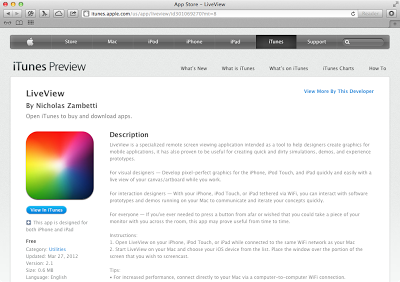 App Store – LiveView
itunes.apple.com/us/app/liveview/id301069270?mt=8
Reader
Store Mac iPod iPhone iPad iTunes Support
iTunes Preview
What's New What is iTunes What's on iTunes iTunes Charts How To
LiveView
View More By This Developer
By Nicholas Zambetti
Open iTunes to buy and download apps.
Description
LiveView is a specialized remote screen viewing application intended as a tool to help designers create graphics for
mobile applications, it has also proven to be useful for creating quick and dirty simulations, demos, and experience
prototypes.
For visual designers — Develop pixel-perfect graphics for the iPhone, iPod Touch, and iPad quickly and easily with a
live view of your canvas/artboard while you work.
For interaction designers — With your iPhone, iPod Touch, or iPad tethered via WiFi, you can interact with software
prototypes and demos running on your Mac to communicate and iterate your concepts quickly.
For everyone — If you've ever needed to press a button from afar or wished that you could take a piece of your
monitor with you across the room, this app may prove useful from time to time.
Instructions:
1. Open LiveView on your iPhone, iPod Touch, or iPad while connected to the same WiFi network as your Mac
2. Start LiveView on your Mac and choose your iOS device from the list. Place the window over the portion of the
screen that you wish to screencast.
Tips:
• For increased performance, connect directly to your Mac via a computer-to-computer WiFi connection.
View In iTunes
This app is designed for
both iPhone and iPad
Free
Category: Utilities
Updated: Mar 27, 2012
Version: 2.1
Size: 0.6 MB
Language: English